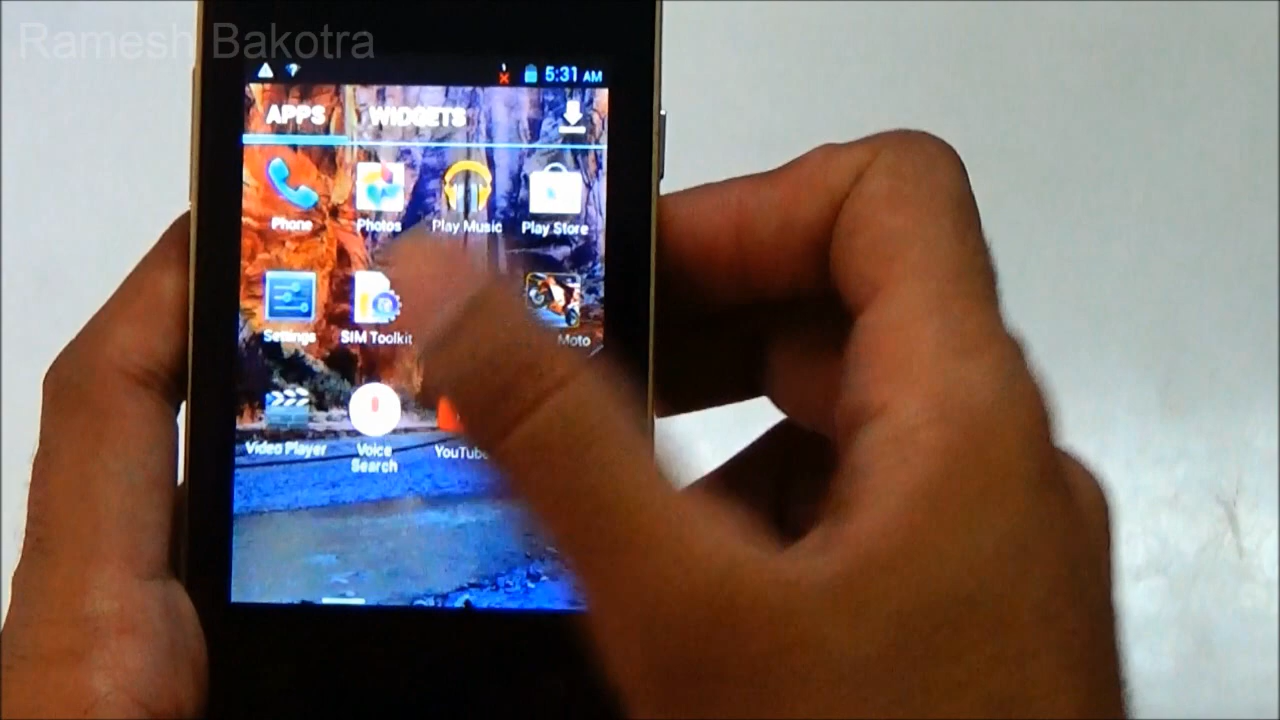 Ramesh Bakotra
5:31 AM
APPS WIDGETS
Phone Photos Play Music Play Store
Settings SIM Toolkit Moto
Video Player Voice Search YouTube